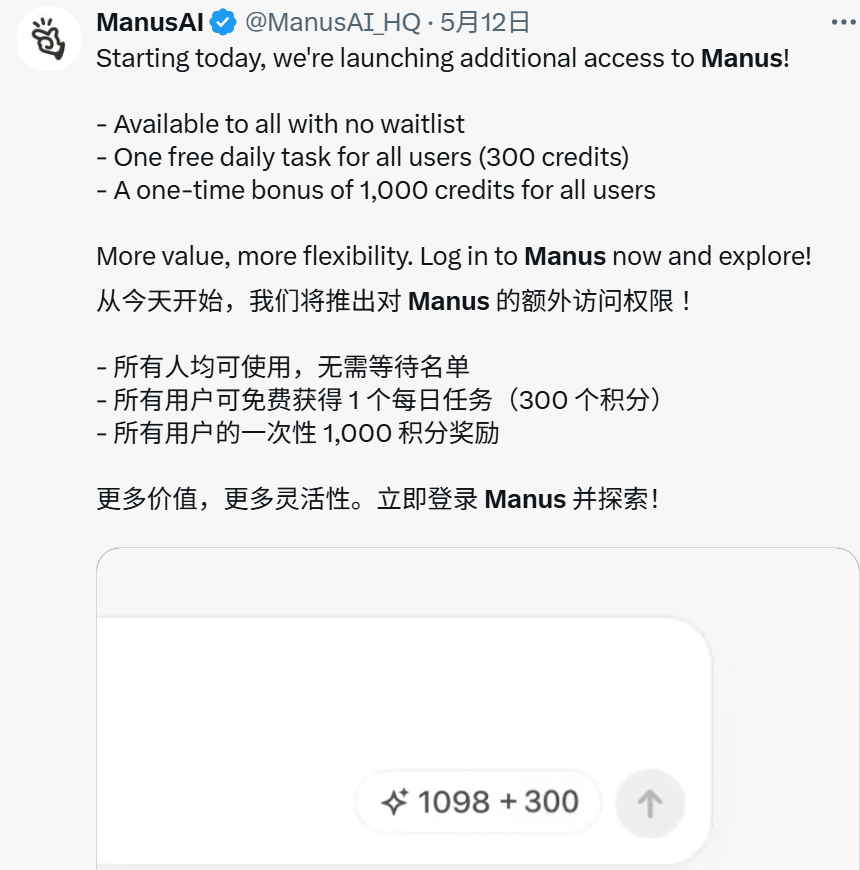 ManusAI @ManusAI_HQ · 5月12日
Starting today, we're launching additional access to Manus!
- Available to all with no waitlist
- One free daily task for all users (300 credits)
- A one-time bonus of 1,000 credits for all users
More value, more flexibility. Log in to Manus now and explore!
从今天开始，我们将推出对 Manus 的额外访问权限！
- 所有人均可使用，无需等待名单
- 所有用户可免费获得 1 个每日任务（300 个积分）
- 所有用户的一次性 1,000 积分奖励
更多价值，更多灵活性。立即登录 Manus 并探索！
1098 + 300